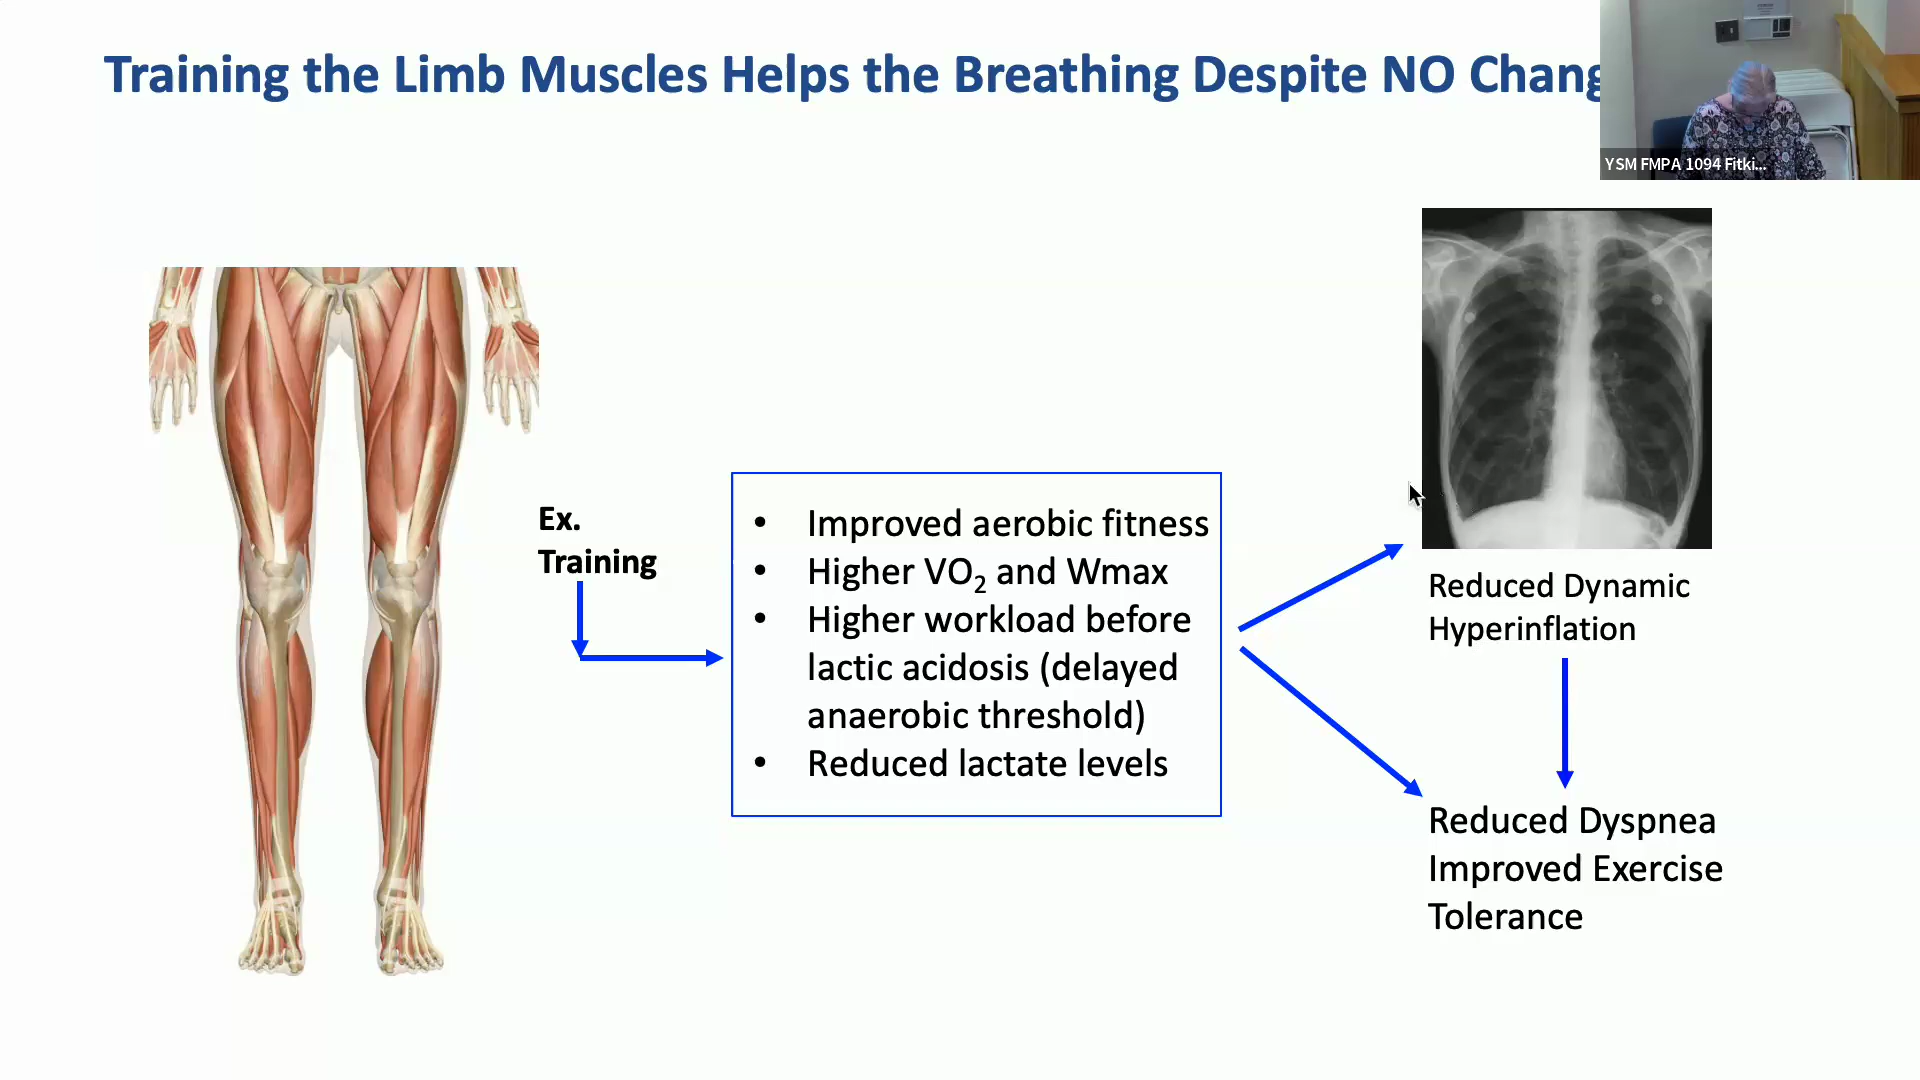 Training the Limb Muscles Helps the Breathing Despite NO Chang
YSM FMPA 1094 Fitki...
Ex.
Training
• Improved aerobic fitness
• Higher VO₂ and Wmax
• Higher workload before
lactic acidosis (delayed
anaerobic threshold)
• Reduced lactate levels
Reduced Dynamic
Hyperinflation
Reduced Dyspnea
Improved Exercise
Tolerance